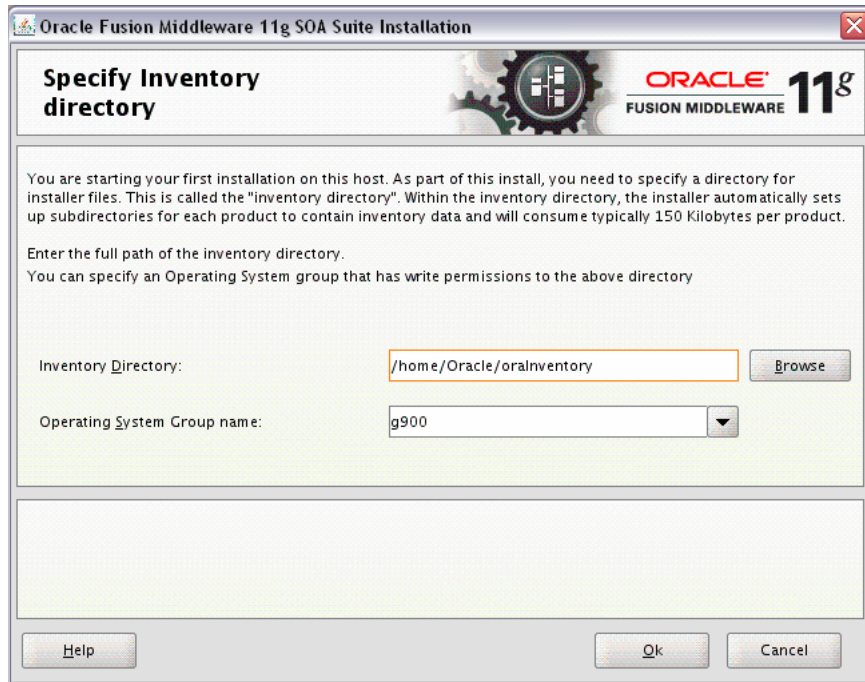 Oracle Fusion Middleware 11g SOA Suite Installation
Specify Inventory
directory
ORACLE
FUSION MIDDLEWARE
11g
You are starting your first installation on this host. As part of this install, you need to specify a directory for
installer files. This is called the "inventory directory". Within the inventory directory, the installer automatically sets
up subdirectories for each product to contain inventory data and will consume typically 150 Kilobytes per product.
Enter the full path of the inventory directory.
You can specify an Operating System group that has write permissions to the above directory
Inventory Directory:
/home/Oracle/oraInventory
Browse
Operating System Group name:
g900
Help
Ok
Cancel